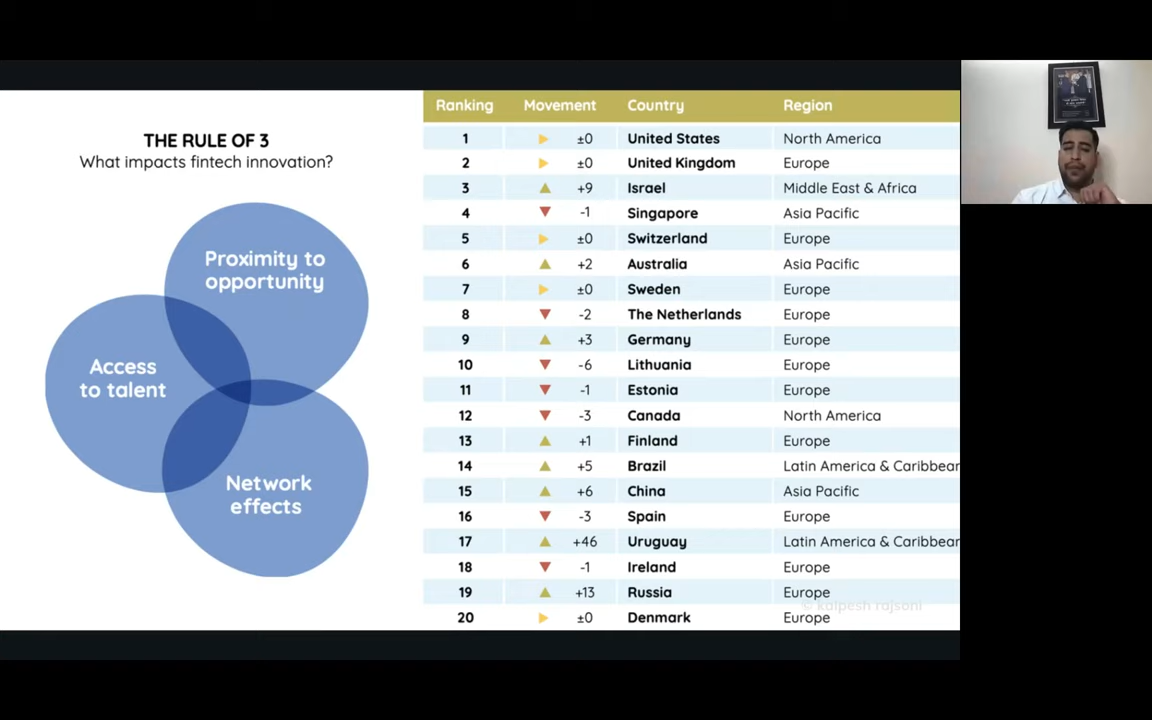 THE RULE OF 3
What impacts fintech innovation?
Proximity to
opportunity
Access
to talent
Network
effects
Ranking Movement Country Region
1 ±0 United States North America
2 ±0 United Kingdom Europe
3 +9 Israel Middle East & Africa
4 -1 Singapore Asia Pacific
5 ±0 Switzerland Europe
6 +2 Australia Asia Pacific
7 ±0 Sweden Europe
8 -2 The Netherlands Europe
9 +3 Germany Europe
10 -6 Lithuania Europe
11 -1 Estonia Europe
12 -3 Canada North America
13 +1 Finland Europe
14 +5 Brazil Latin America & Caribbean
15 +6 China Asia Pacific
16 -3 Spain Europe
17 +46 Uruguay Latin America & Caribbean
18 -1 Ireland Europe
19 +13 Russia Europe
© kalpesh rajsoni
20 ±0 Denmark Europe